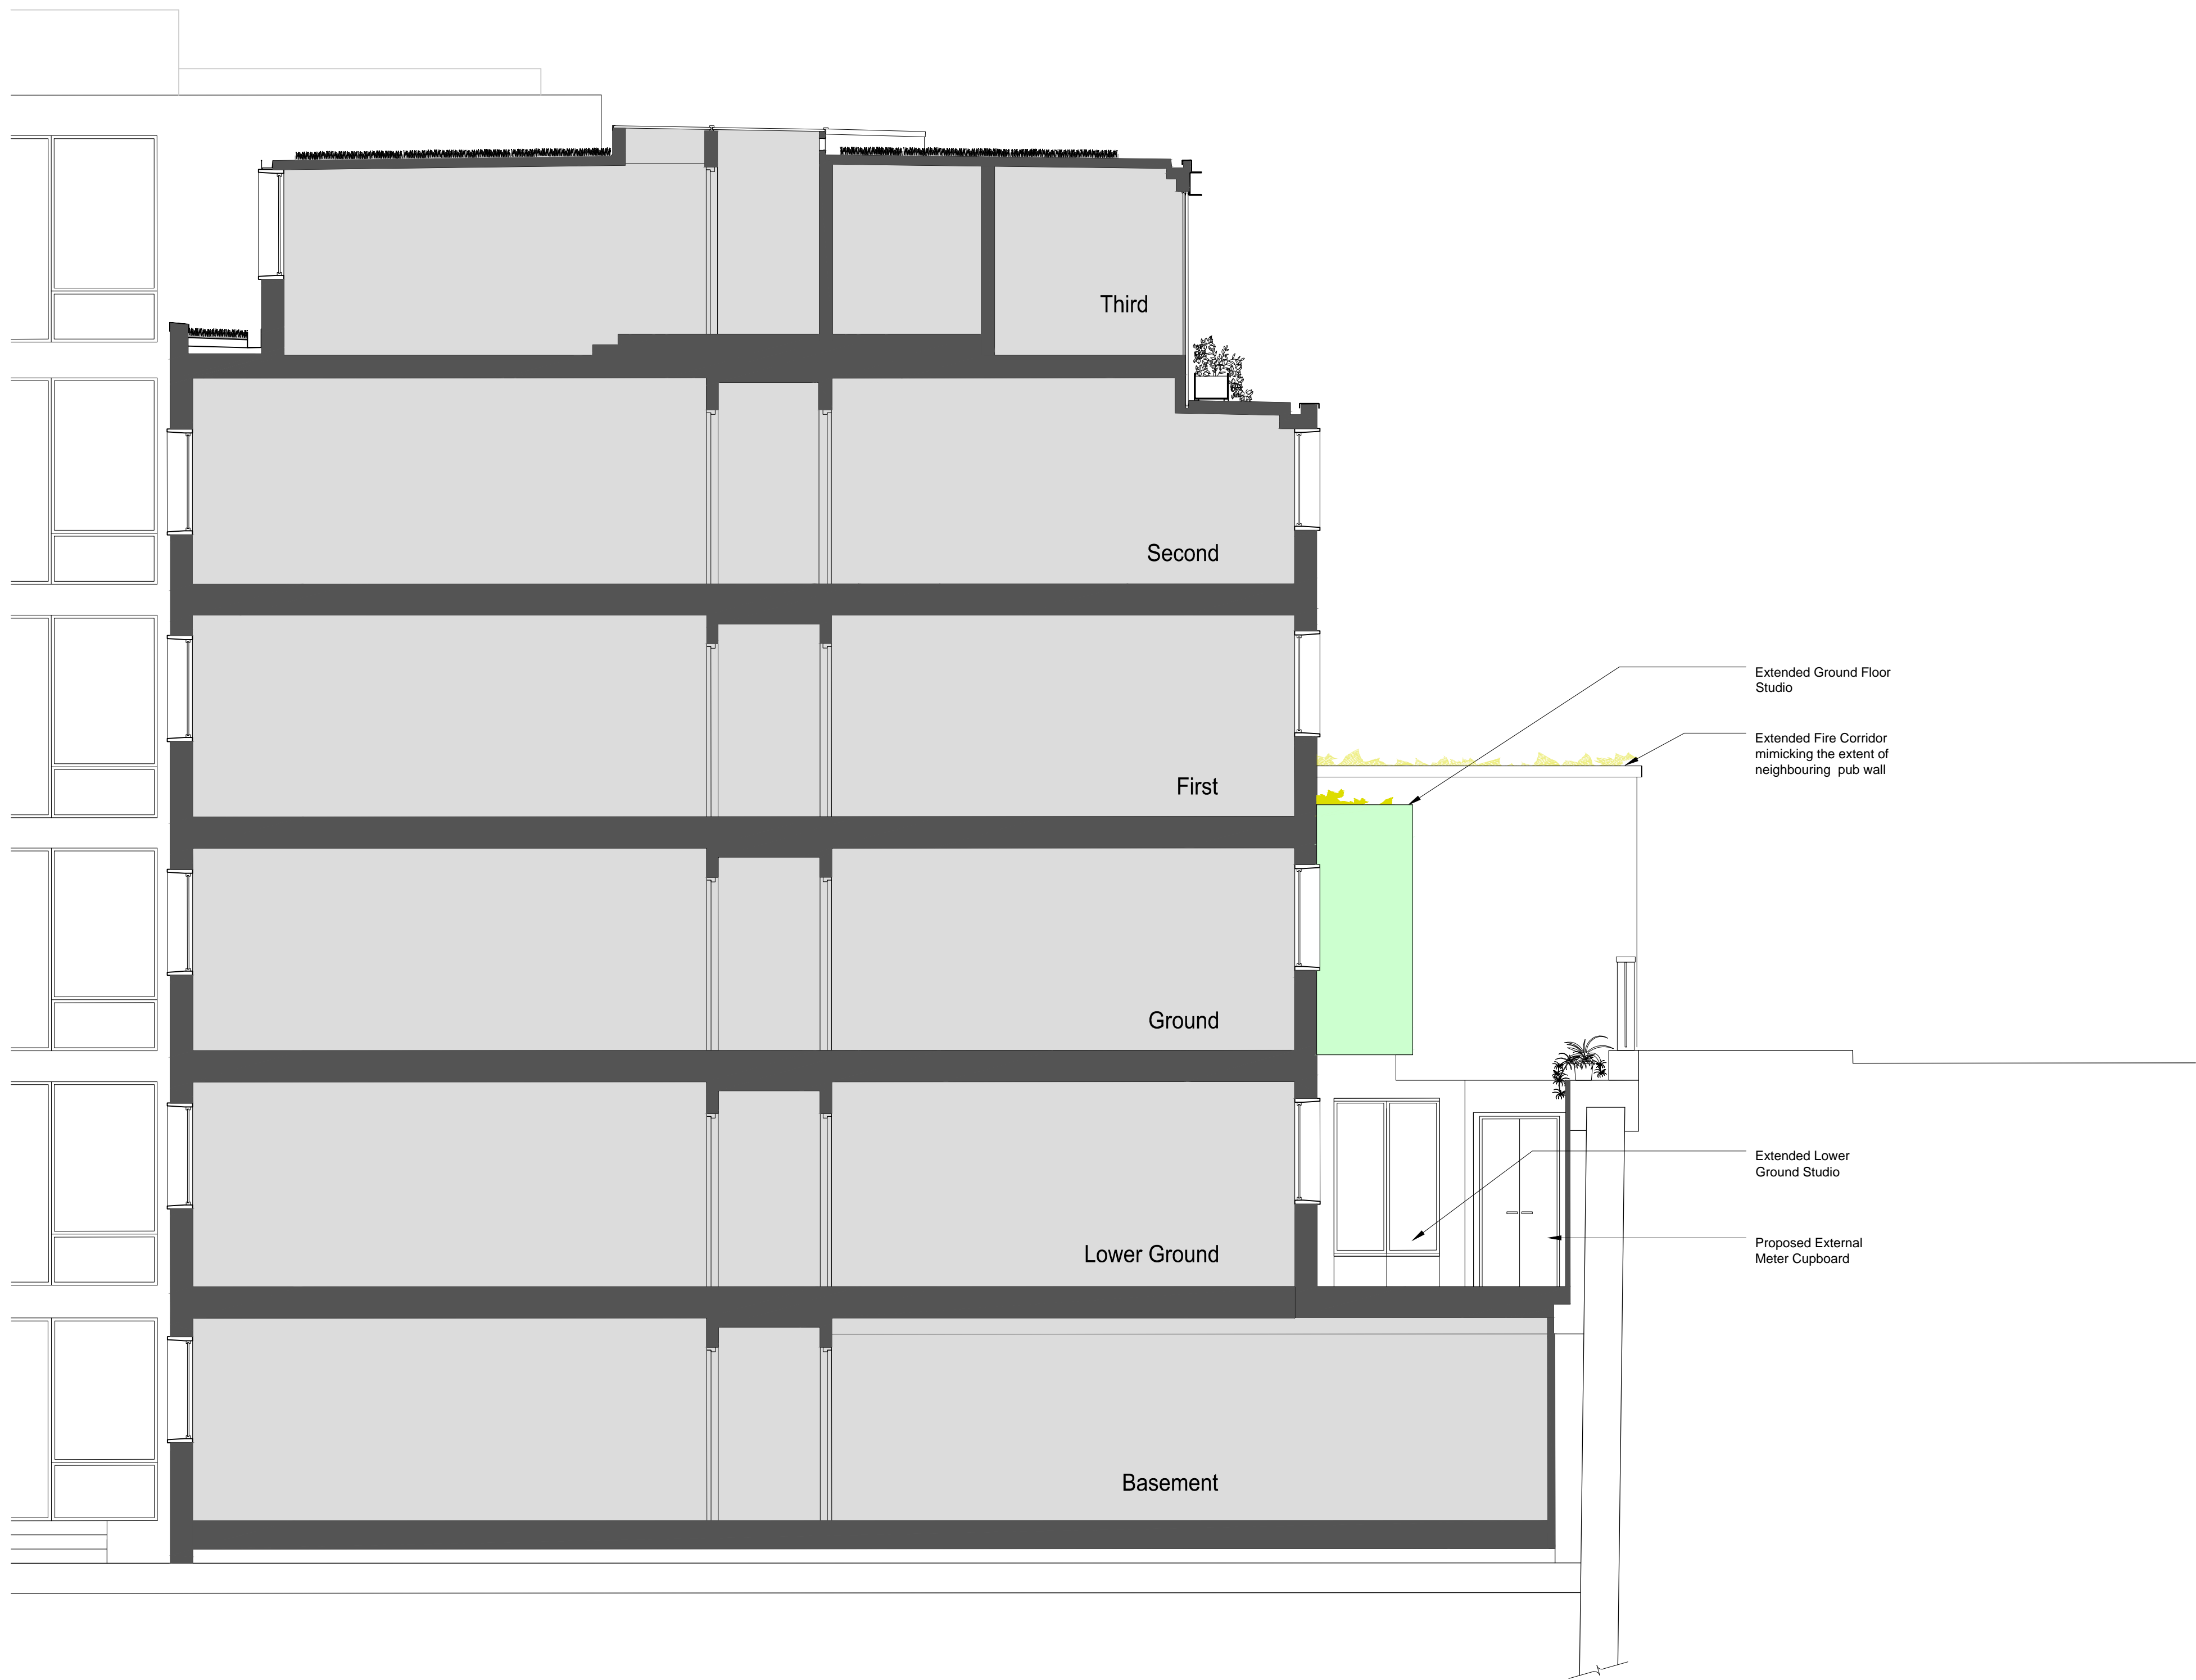 Third
Second
Extended Ground Floor
Studio
Extended Fire Corridor
mimicking the extent of
neighbouring pub wall
First
Ground
Extended Lower
Ground Studio
Proposed External
Meter Cupboard
Lower Ground
Basement